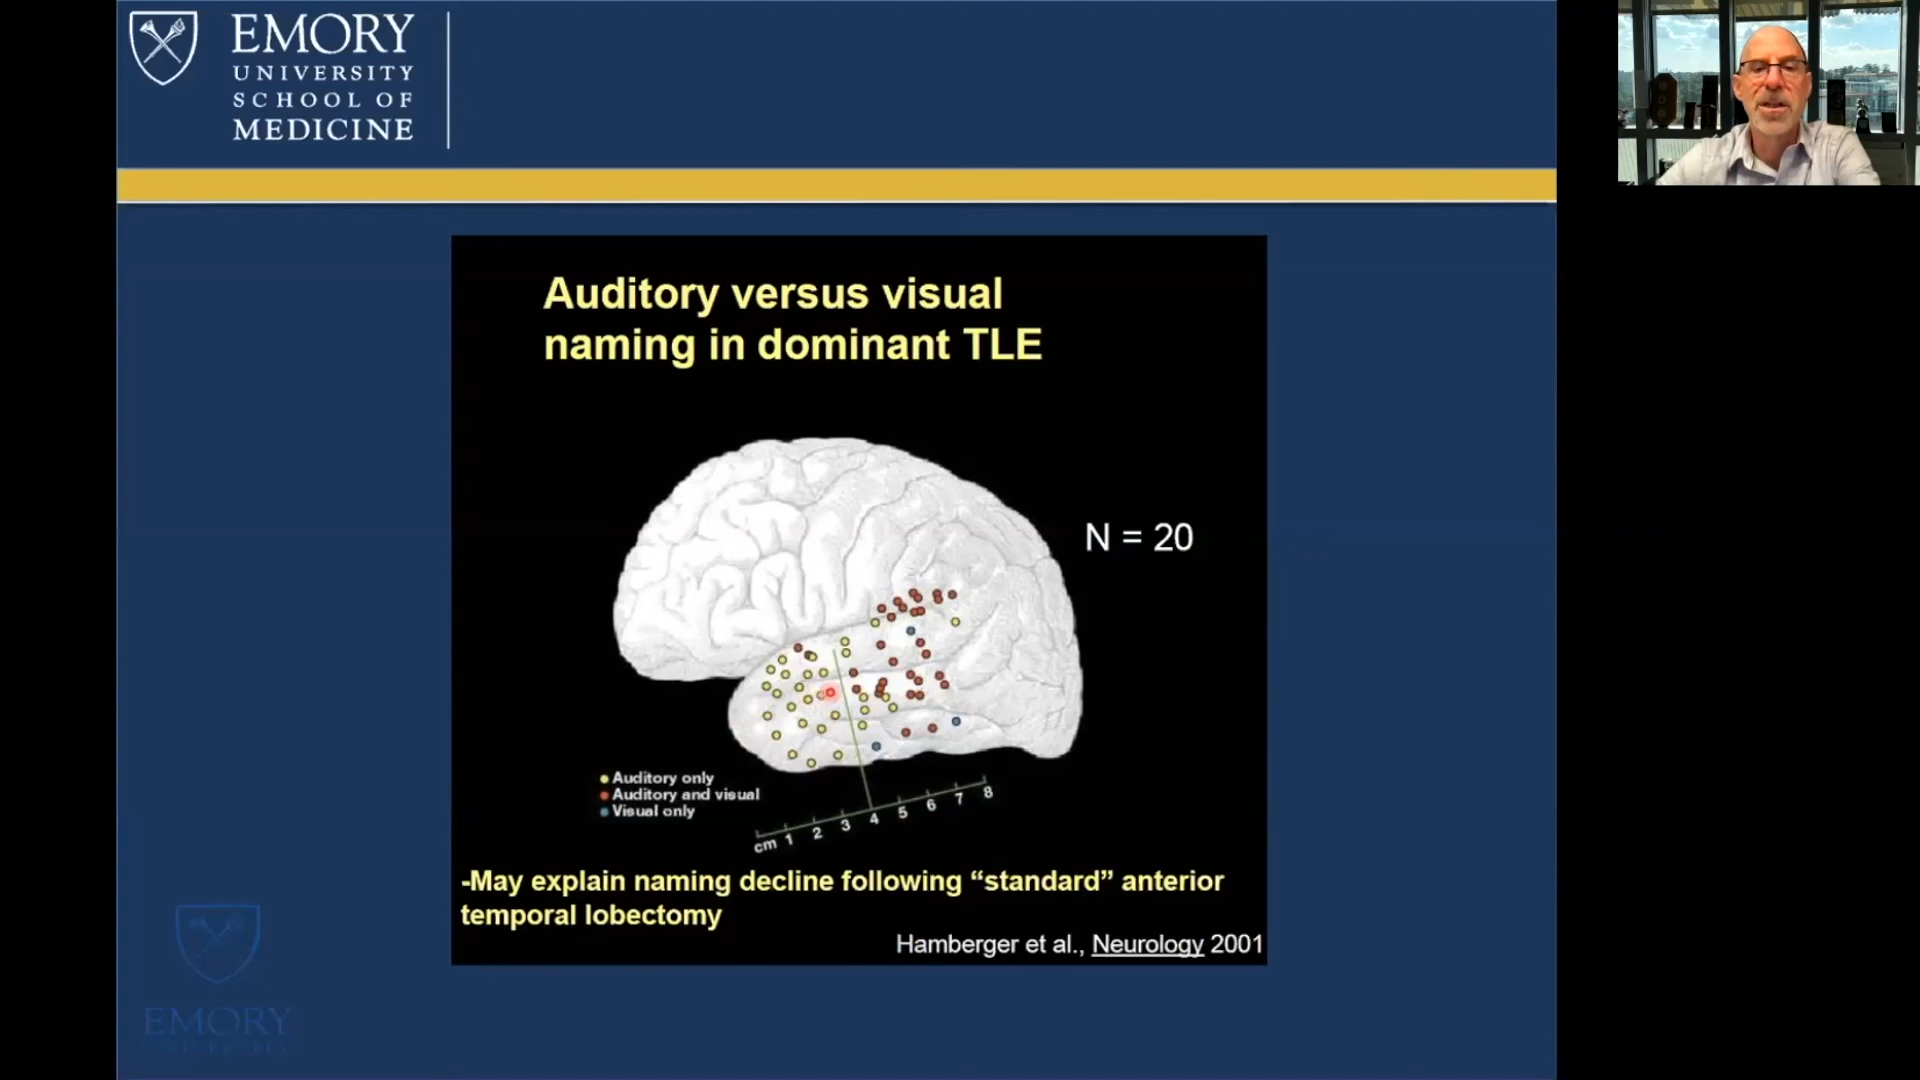 EMORY
UNIVERSITY
SCHOOL OF
MEDICINE
Auditory versus visual
naming in dominant TLE
N = 20
Auditory only
Auditory and visual
Visual only
cm 1 2 3 4 5 6 7 8
-May explain naming decline following “standard” anterior
temporal lobectomy
Hamberger et al., Neurology 2001
EMORY
UNIVERSITY